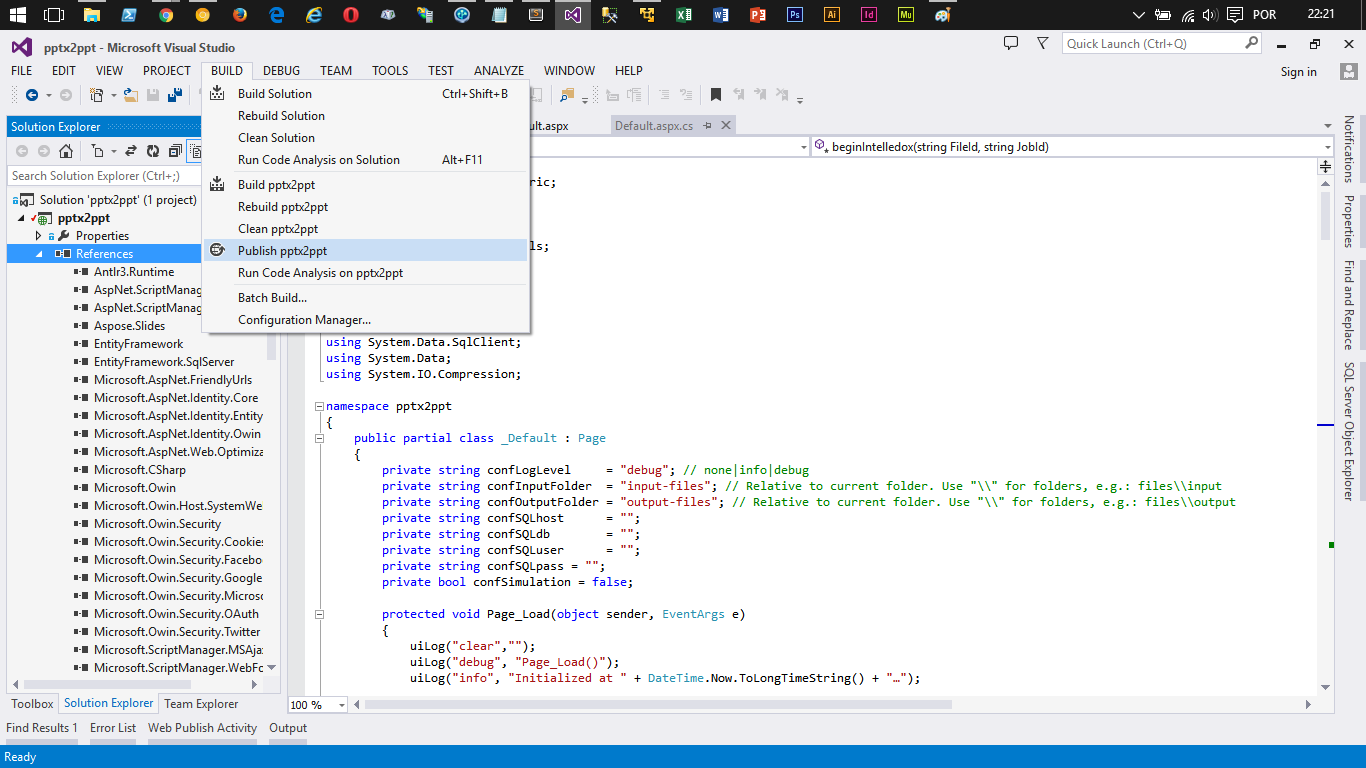 POR
22:21
pptx2ppt - Microsoft Visual Studio
Quick Launch (Ctrl+Q)
FILE EDIT VIEW PROJECT BUILD DEBUG TEAM TOOLS TEST ANALYZE WINDOW HELP
Sign in
Build Solution Ctrl+Shift+B
Rebuild Solution
Clean Solution
Run Code Analysis on Solution Alt+F11
Build pptx2ppt
Rebuild pptx2ppt
Clean pptx2ppt
Publish pptx2ppt
Run Code Analysis on pptx2ppt
Batch Build...
Configuration Manager...
Solution Explorer
Search Solution Explorer (Ctrl+;)
Solution 'pptx2ppt' (1 project)
pptx2ppt
Properties
References
Antlr3.Runtime
AspNet.ScriptManag
AspNet.ScriptManag
Aspose.Slides
EntityFramework
EntityFramework.SqlServer
Microsoft.AspNet.FriendlyUrls
Microsoft.AspNet.Identity.Core
Microsoft.AspNet.Identity.Entity
Microsoft.AspNet.Identity.Owin
Microsoft.AspNet.Web.Optimiza
Microsoft.CSharp
Microsoft.Owin
Microsoft.Owin.Host.SystemWe
Microsoft.Owin.Security
Microsoft.Owin.Security.Cookies
Microsoft.Owin.Security.Facebo
Microsoft.Owin.Security.Google
Microsoft.Owin.Security.Micros
Microsoft.Owin.Security.OAuth
Microsoft.Owin.Security.Twitter
Microsoft.ScriptManager.MSAja
Microsoft.ScriptManager.WebFo
Toolbox Solution Explorer Team Explorer
ult.aspx Default.aspx.cs
beginIntelledox(string FileId, string JobId)
ric;
ls;
using System.Data.SqlClient;
using System.Data;
using System.IO.Compression;
namespace pptx2ppt
{
public partial class _Default : Page
{
private string confLogLevel = "debug"; // none|info|debug
private string confInputFolder = "input-files"; // Relative to current folder. Use "\\" for folders, e.g.: files\\input
private string confOutputFolder = "output-files"; // Relative to current folder. Use "\\" for folders, e.g.: files\\output
private string confSQLhost = "";
private string confSQLdb = "";
private string confSQLuser = "";
private string confSQLpass = "";
private bool confSimulation = false;
protected void Page_Load(object sender, EventArgs e)
{
uiLog("clear","");
uiLog("debug", "Page_Load()");
uiLog("info", "Initialized at " + DateTime.Now.ToLongTimeString() + "…");
100 %
Notifications
Properties
Find and Replace
SQL Server Object Explorer
Find Results 1 Error List Web Publish Activity Output
Ready